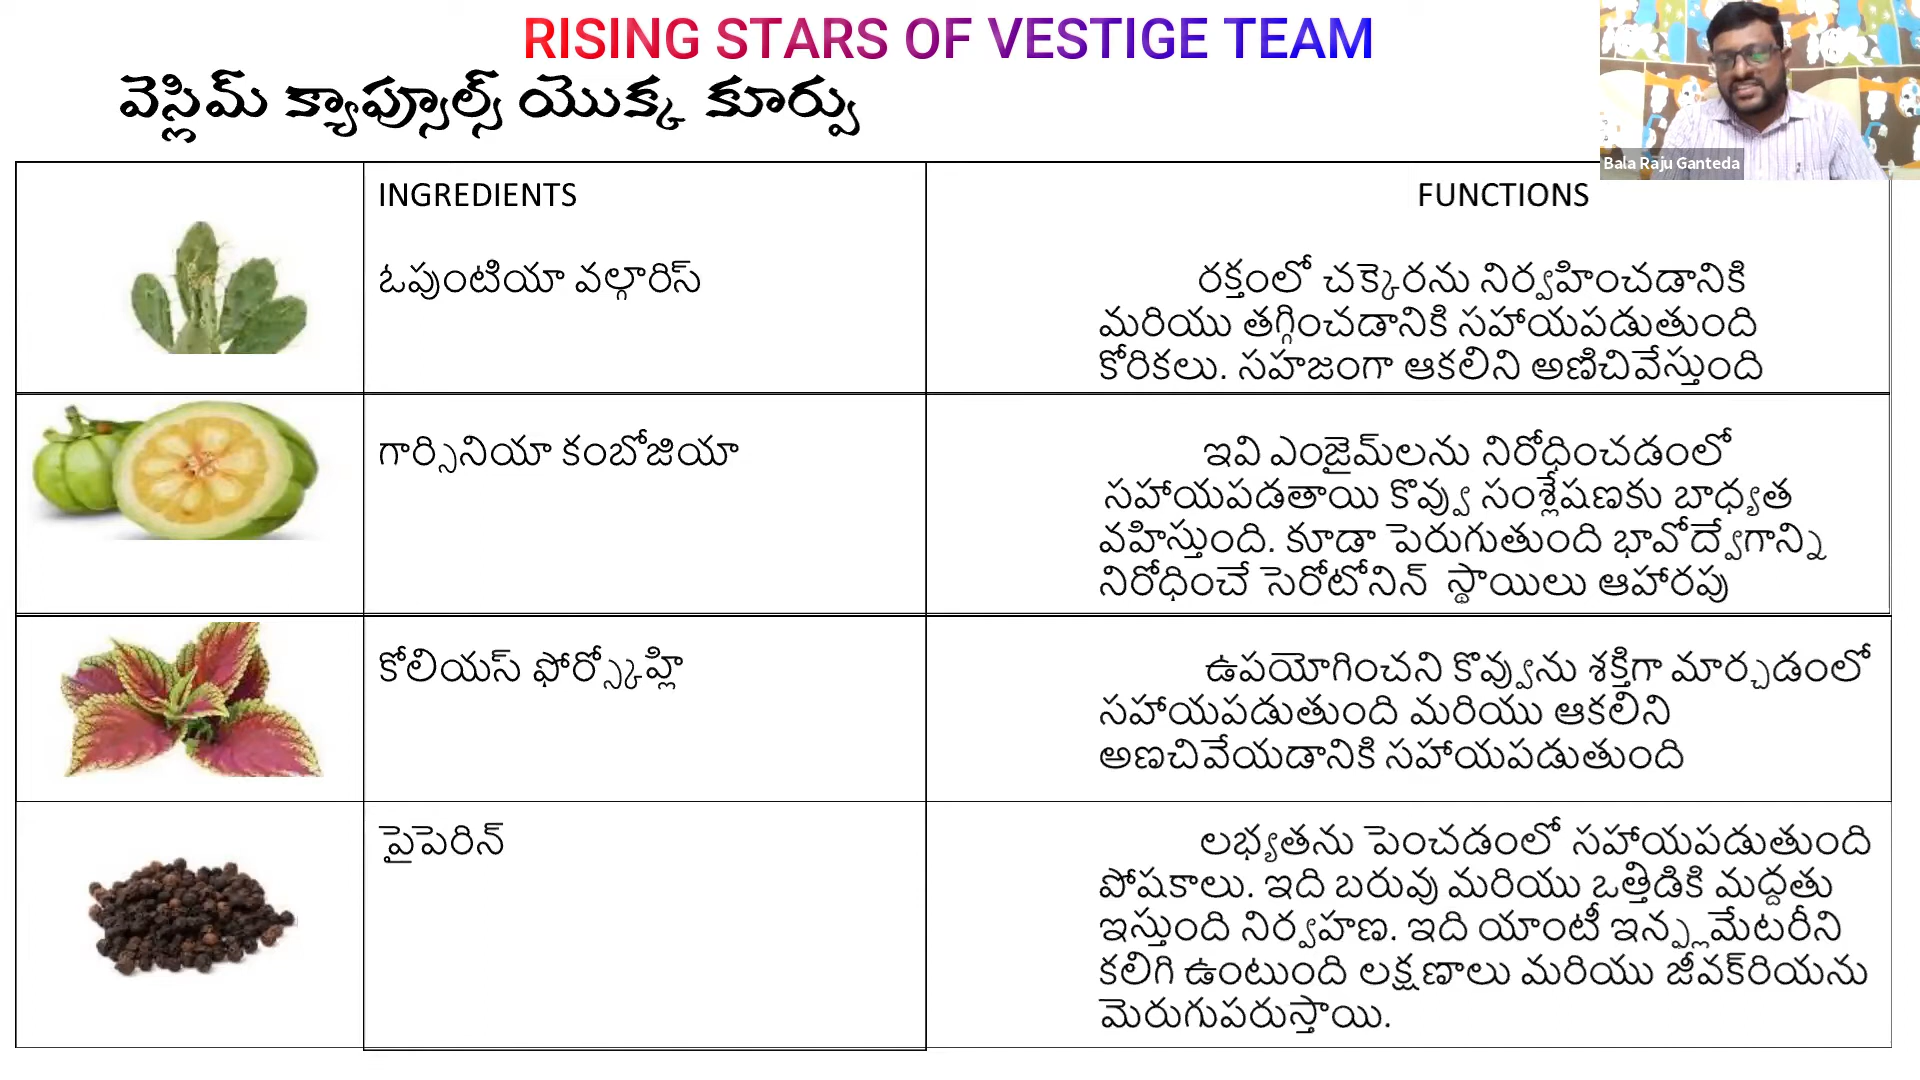 RISING STARS OF VESTIGE TEAM
వెస్లిమ్ క్యాప్సూల్స్ యొక్క కూర్పు
Bala Raju Ganteda
INGREDIENTS
FUNCTIONS
ఓపుంటియా వల్గారిస్
రక్తంలో చక్కెరను నిర్వహించడానికి
మరియు తగ్గించడానికి సహాయపడుతుంది
కోరికలు. సహజంగా ఆకలిని అణిచివేస్తుంది
గార్సినియా కంబోజియా
ఇవి ఎంజైమ్‌లను నిరోధించడంలో
సహాయపడతాయి కొవ్వు సంశ్లేషణకు బాధ్యత
వహిస్తుంది. కూడా పెరుగుతుంది భావోద్వేగాన్ని
నిరోధించే సెరోటోనిన్ స్థాయిలు ఆహారపు
కోలియస్ ఫోర్స్కోహ్లి
ఉపయోగించని కొవ్వును శక్తిగా మార్చడంలో
సహాయపడుతుంది మరియు ఆకలిని
అణచివేయడానికి సహాయపడుతుంది
పైపెరిన్
లభ్యతను పెంచడంలో సహాయపడుతుంది
పోషకాలు. ఇది బరువు మరియు ఒత్తిడికి మద్దతు
ఇస్తుంది నిర్వహణ. ఇది యాంటీ ఇన్ఫ్లమేటరీని
కలిగి ఉంటుంది లక్షణాలు మరియు జీవక్‌రియను
మెరుగుపరుస్తాయి.